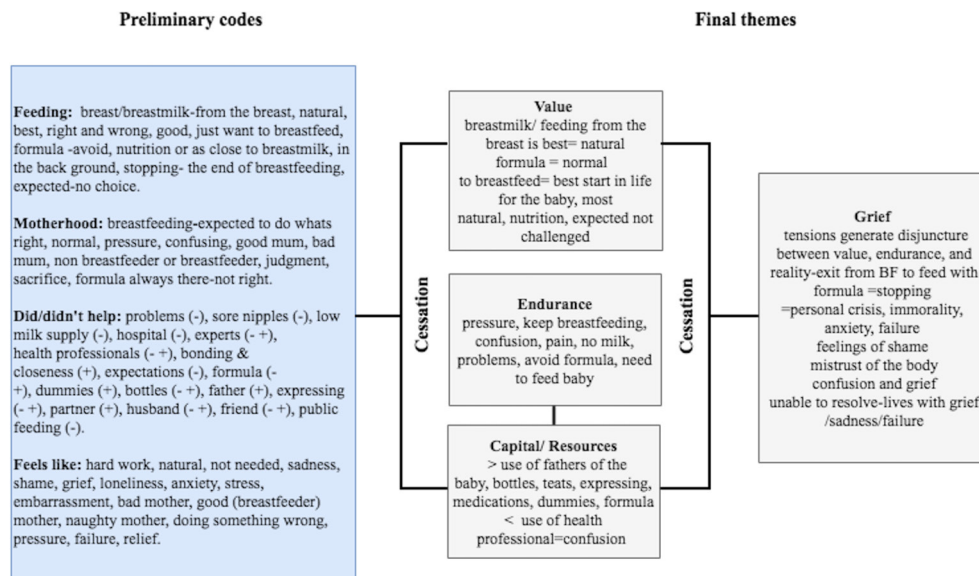 Preliminary codes
Final themes
Feeding: breast/breastmilk-from the breast, natural,
best, right and wrong, good, just want to breastfeed,
formula -avoid, nutrition or as close to breastmilk, in
the back ground, stopping- the end of breastfeeding,
expected-no choice.
Motherhood: breastfeeding-expected to do whats
right, normal, pressure, confusing, good mum, bad
mum, non breastfeeder or breastfeeder, judgment,
sacrifice, formula always there-not right.
Did/didn't help: problems (-), sore nipples (-), low
milk supply (-), hospital (-), experts (- +),
health professionals (- +), bonding &
closeness (+), expectations (-), formula (-
+), dummies (+), bottles (- +), father (+), expressing
(- +), partner (+), husband (- +), friend (- +), public
feeding (-).
Feels like: hard work, natural, not needed, sadness,
shame, grief, loneliness, anxiety, stress,
embarrassment, bad mother, good (breastfeeder)
mother, naughty mother, doing something wrong,
pressure, failure, relief.
Cessation
Value
breastmilk/ feeding from the
breast is best= natural
formula = normal
to breastfeed= best start in life
for the baby, most
natural, nutrition, expected not
challenged
Endurance
pressure, keep breastfeeding,
confusion, pain, no milk,
problems, avoid formula, need
to feed baby
Capital/ Resources
> use of fathers of the
baby, bottles, teats, expressing,
medications, dummies, formula
< use of health
professional=confusion
Cessation
Grief
tensions generate disjuncture
between value, endurance, and
reality-exit from BF to feed with
formula =stopping
=personal crisis, immorality,
anxiety, failure
feelings of shame
mistrust of the body
confusion and grief
unable to resolve-lives with grief
/sadness/failure